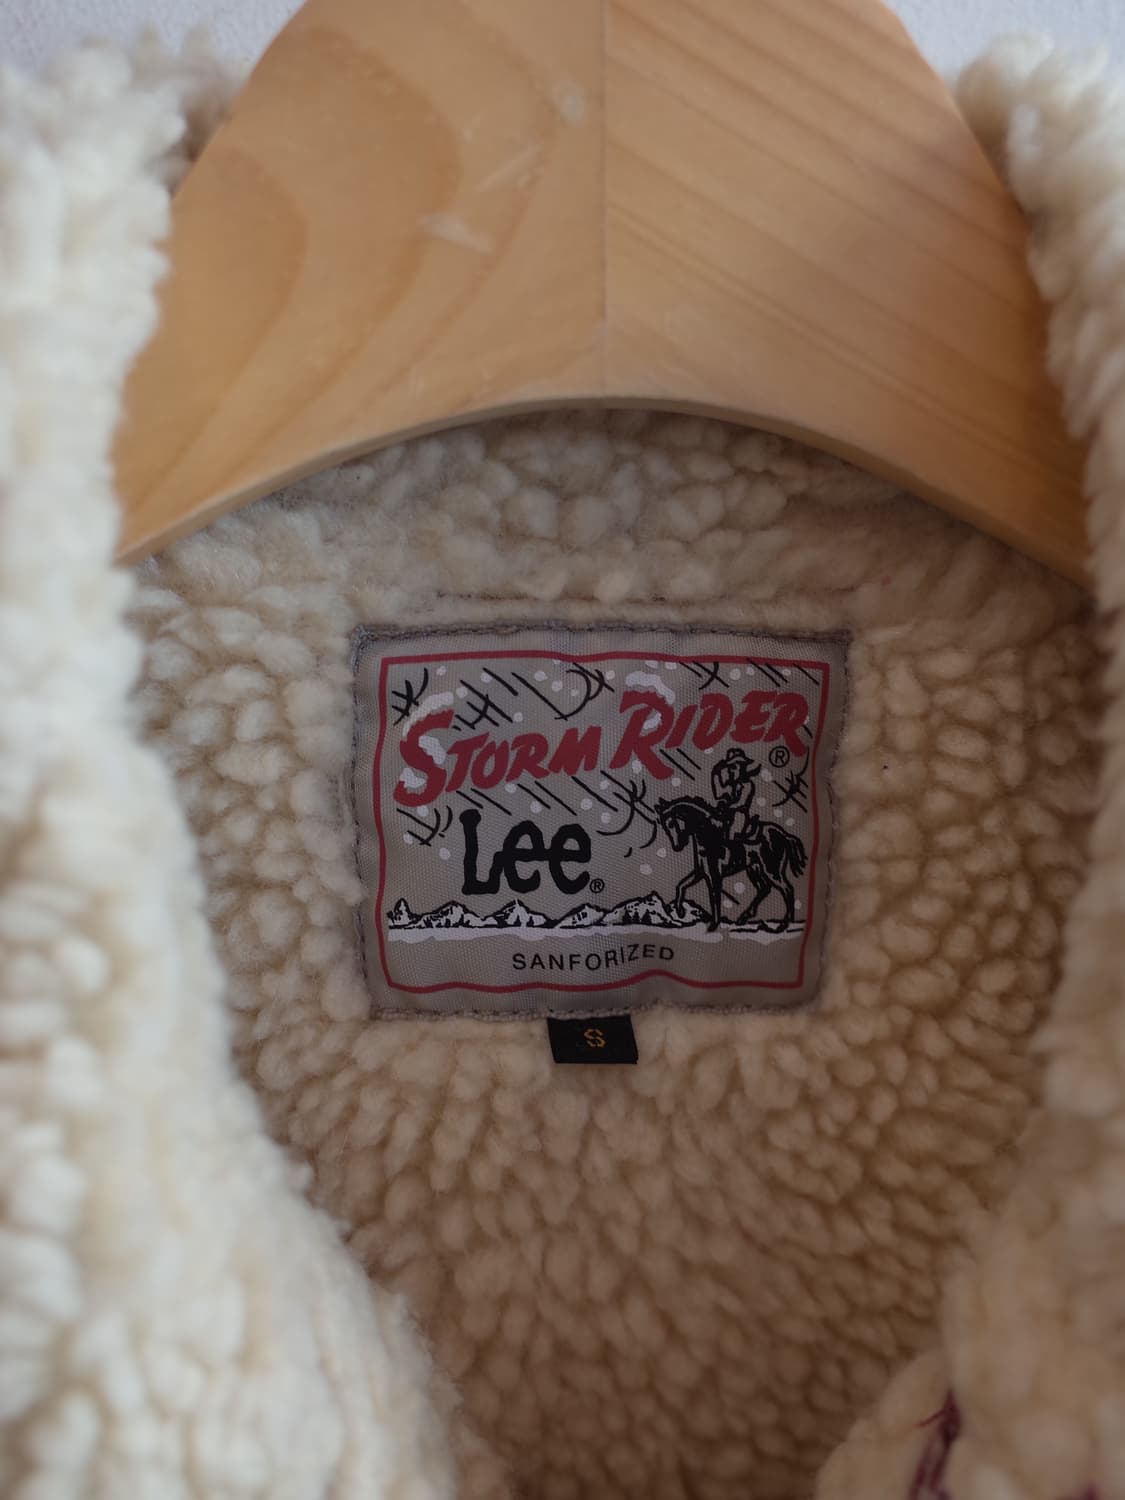 STORM RIDER®
Lee®
SANFORIZED
S